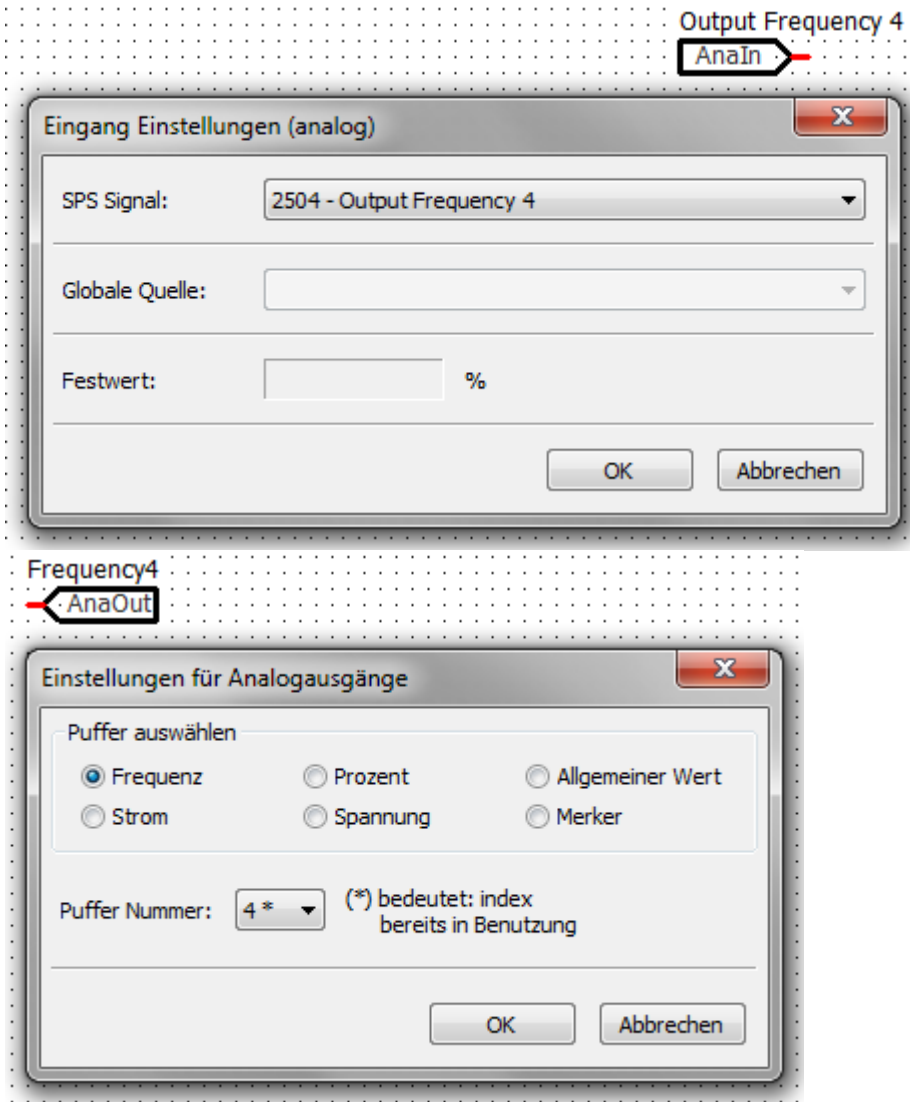 Output Frequency 4
AnaIn
Eingang Einstellungen (analog)
SPS Signal: 2504 - Output Frequency 4
Globale Quelle:
Festwert: %
OK Abbrechen
Frequency4
AnaOut
Einstellungen für Analogausgänge
Puffer auswählen
Frequenz Prozent Allgemeiner Wert
Strom Spannung Merker
Puffer Nummer: 4 * (*) bedeutet: index
bereits in Benutzung
OK Abbrechen